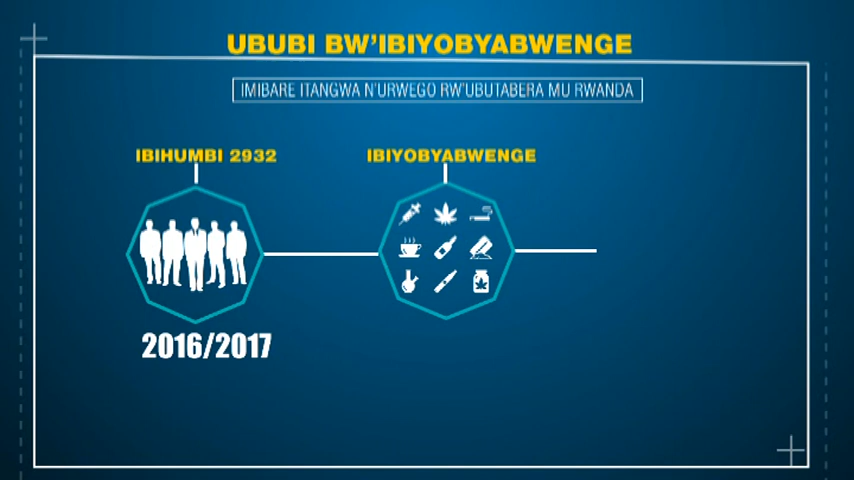 UBUBI BW'IBIYOBYABWENGE
IMIBARE ITANGWA N'URWEGO RW'UBUTABERA MU RWANDA
IBIHUMBI 2932
IBIYOBYABWENGE
2016/2017